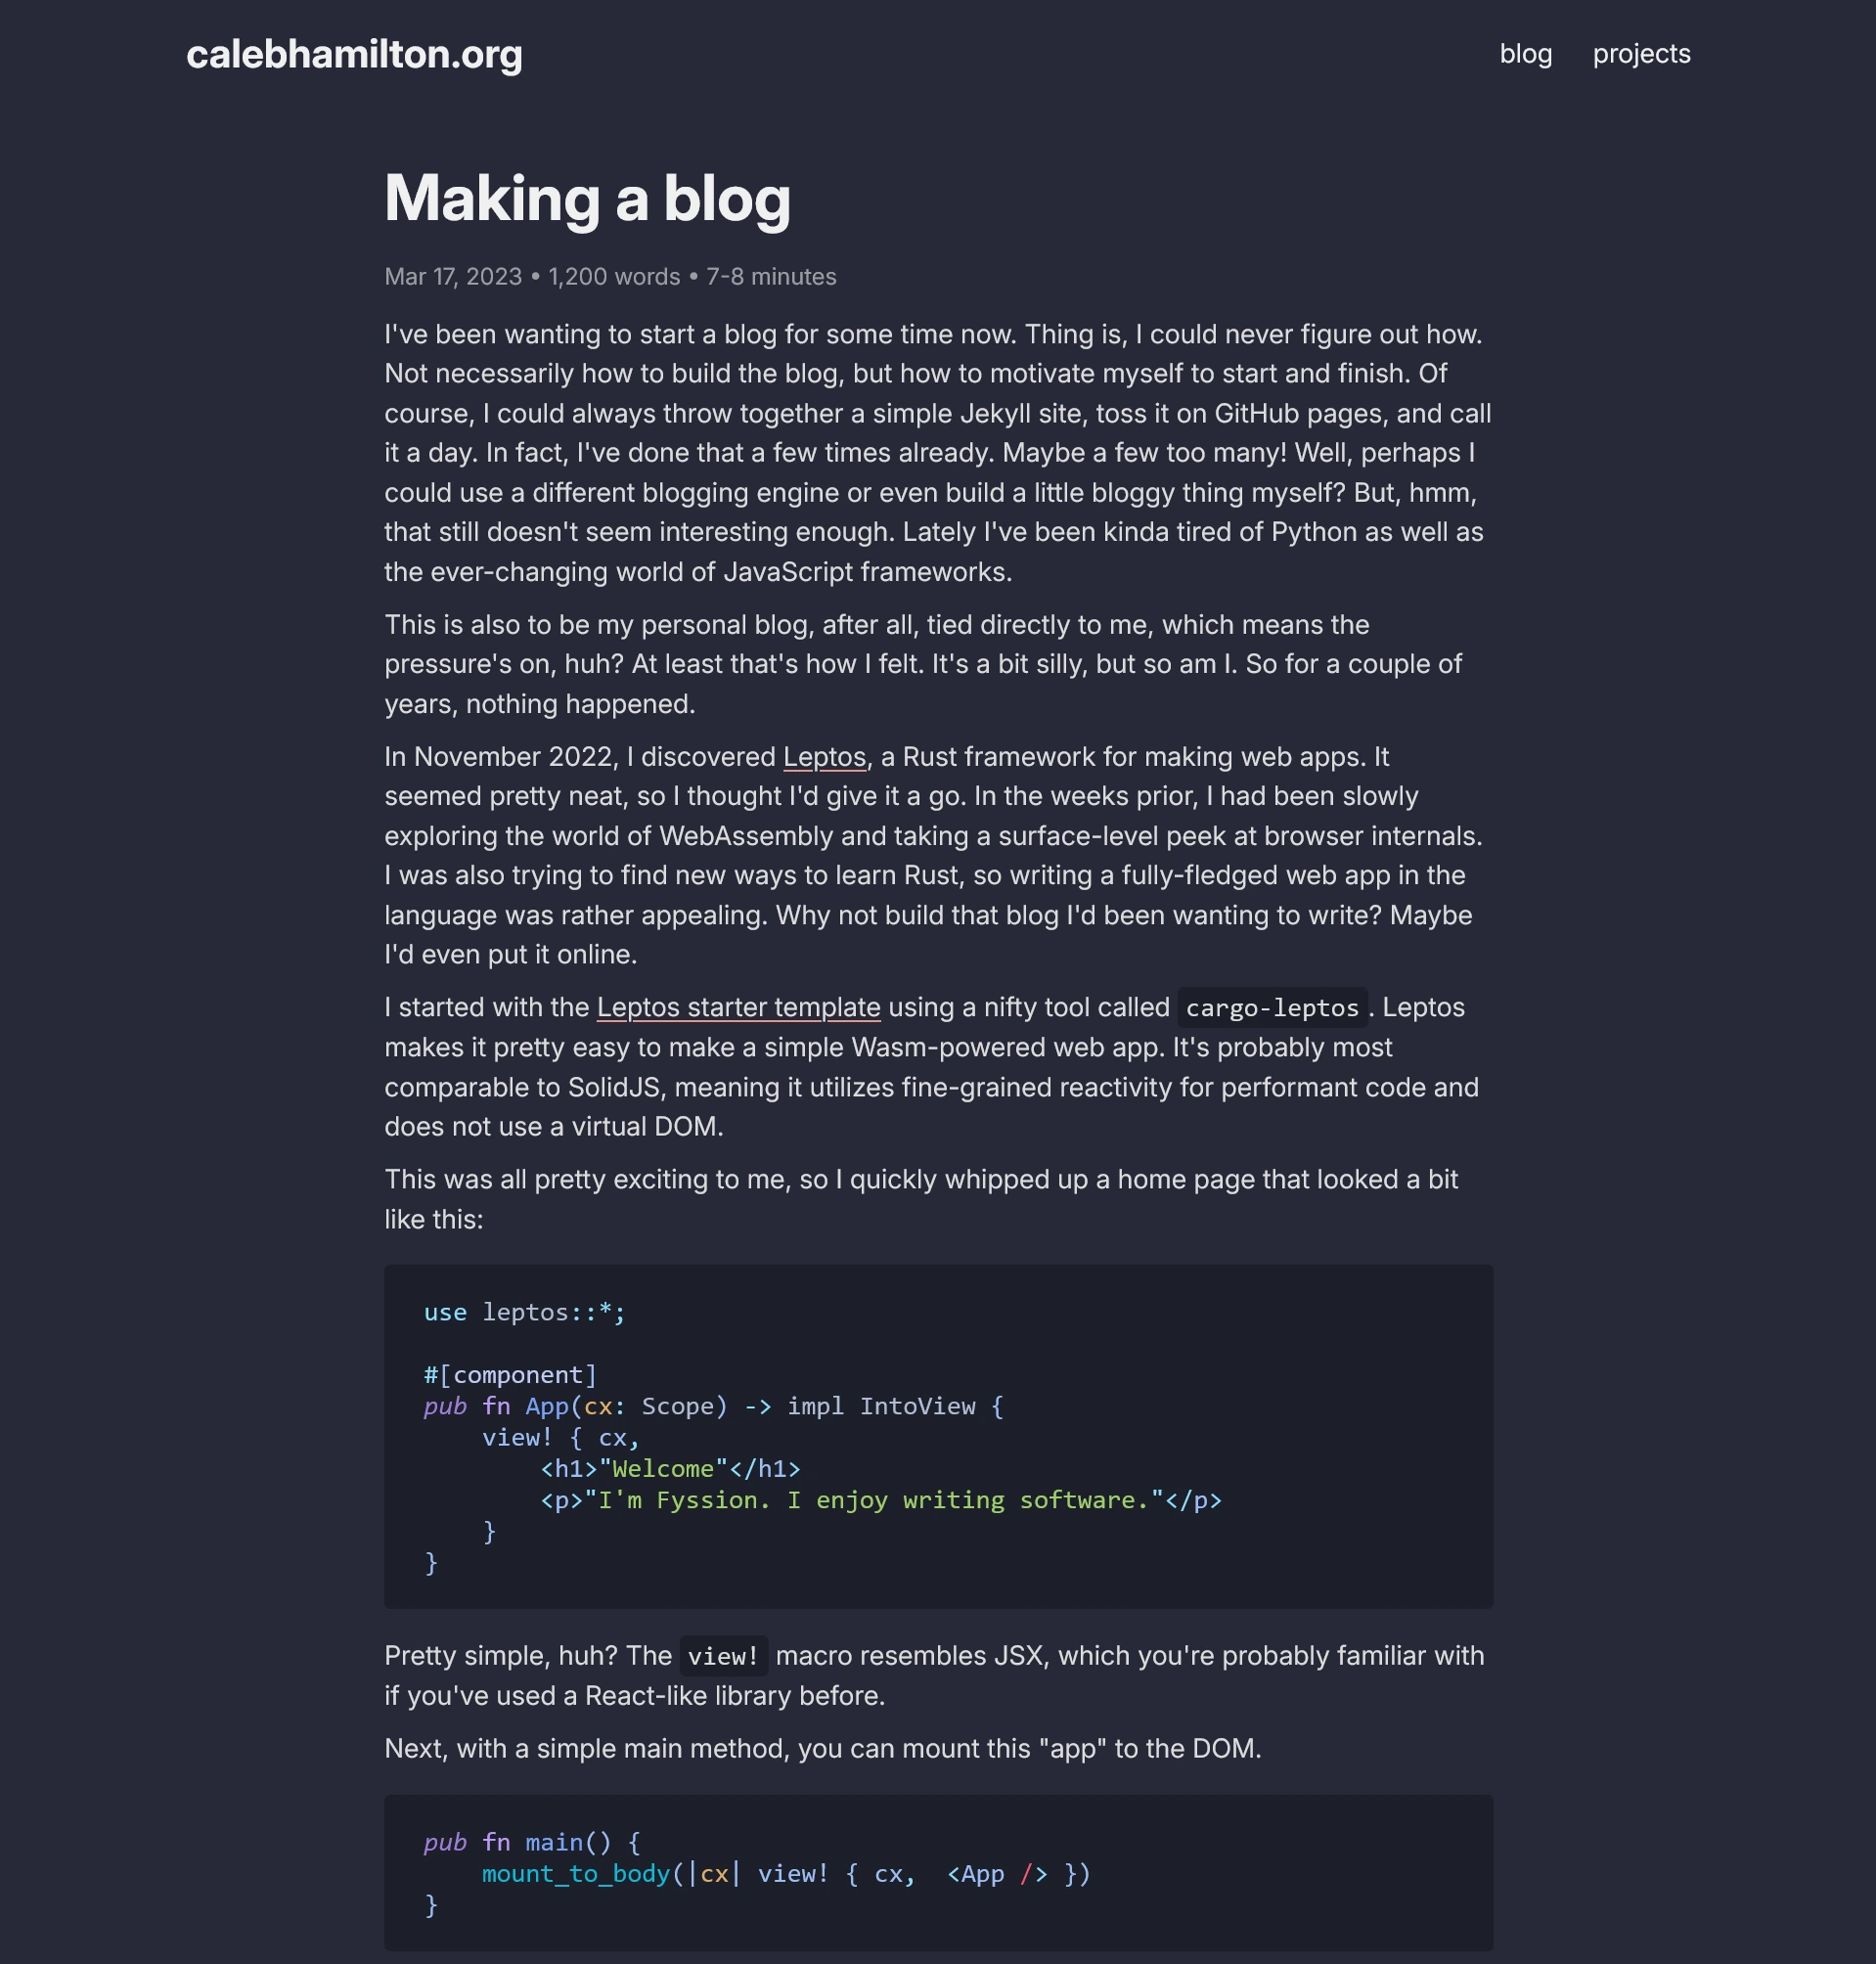 calebhamilton.org
blog projects
Making a blog
Mar 17, 2023 • 1,200 words • 7-8 minutes
I've been wanting to start a blog for some time now. Thing is, I could never figure out how.
Not necessarily how to build the blog, but how to motivate myself to start and finish. Of
course, I could always throw together a simple Jekyll site, toss it on GitHub pages, and call
it a day. In fact, I've done that a few times already. Maybe a few too many! Well, perhaps I
could use a different blogging engine or even build a little bloggy thing myself? But, hmm,
that still doesn't seem interesting enough. Lately I've been kinda tired of Python as well as
the ever-changing world of JavaScript frameworks.
This is also to be my personal blog, after all, tied directly to me, which means the
pressure's on, huh? At least that's how I felt. It's a bit silly, but so am I. So for a couple of
years, nothing happened.
In November 2022, I discovered Leptos, a Rust framework for making web apps. It
seemed pretty neat, so I thought I'd give it a go. In the weeks prior, I had been slowly
exploring the world of WebAssembly and taking a surface-level peek at browser internals.
I was also trying to find new ways to learn Rust, so writing a fully-fledged web app in the
language was rather appealing. Why not build that blog I'd been wanting to write? Maybe
I'd even put it online.
I started with the Leptos starter template using a nifty tool called cargo-leptos. Leptos
makes it pretty easy to make a simple Wasm-powered web app. It's probably most
comparable to SolidJS, meaning it utilizes fine-grained reactivity for performant code and
does not use a virtual DOM.
This was all pretty exciting to me, so I quickly whipped up a home page that looked a bit
like this:
use leptos::*;
#[component]
pub fn App(cx: Scope) -> impl IntoView {
    view! { cx,
        <h1>"Welcome"</h1>
        <p>"I'm Fyssion. I enjoy writing software."</p>
    }
}
Pretty simple, huh? The view! macro resembles JSX, which you're probably familiar with
if you've used a React-like library before.
Next, with a simple main method, you can mount this "app" to the DOM.
pub fn main() {
    mount_to_body(|cx| view! { cx,  <App /> })
}